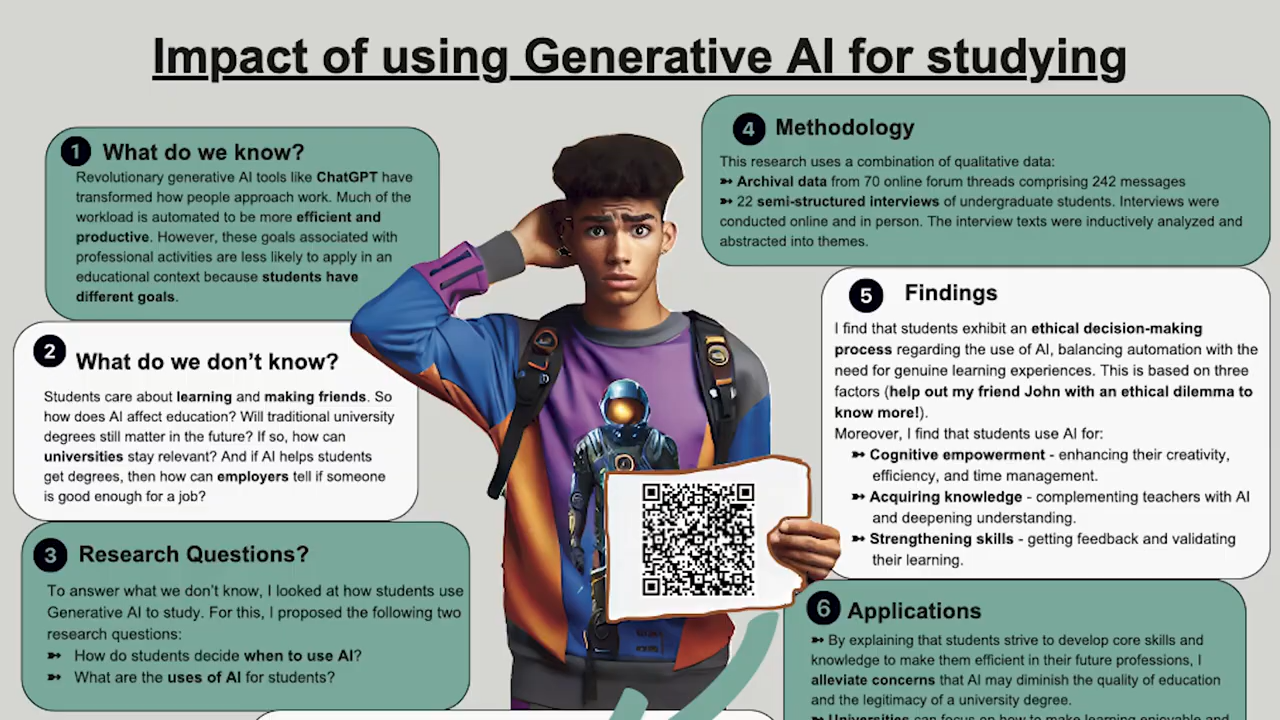 Impact of using Generative AI for studying
1
What do we know?
Revolutionary generative AI tools like ChatGPT have
transformed how people approach work. Much of the
workload is automated to be more efficient and
productive. However, these goals associated with
professional activities are less likely to apply in an
educational context because students have
different goals.
2
What do we don't know?
Students care about learning and making friends. So
how does AI affect education? Will traditional university
degrees still matter in the future? If so, how can
universities stay relevant? And if AI helps students
get degrees, then how can employers tell if someone
is good enough for a job?
3
Research Questions?
To answer what we don't know, I looked at how students use
Generative AI to study. For this, I proposed the following two
research questions:
➽ How do students decide when to use AI?
➽ What are the uses of AI for students?
4
Methodology
This research uses a combination of qualitative data:
➽ Archival data from 70 online forum threads comprising 242 messages
➽ 22 semi-structured interviews of undergraduate students. Interviews were
conducted online and in person. The interview texts were inductively analyzed and
abstracted into themes.
5
Findings
I find that students exhibit an ethical decision-making
process regarding the use of AI, balancing automation with the
need for genuine learning experiences. This is based on three
factors (help out my friend John with an ethical dilemma to
know more!).
Moreover, I find that students use AI for:
➽ Cognitive empowerment - enhancing their creativity,
efficiency, and time management.
➽ Acquiring knowledge - complementing teachers with AI
and deepening understanding.
➽ Strengthening skills - getting feedback and validating
their learning.
6
Applications
➽ By explaining that students strive to develop core skills and
knowledge to make them efficient in their future professions, I
alleviate concerns that AI may diminish the quality of education
and the legitimacy of a university degree.
➽ Universities can focus on how to make learning enjoyable and